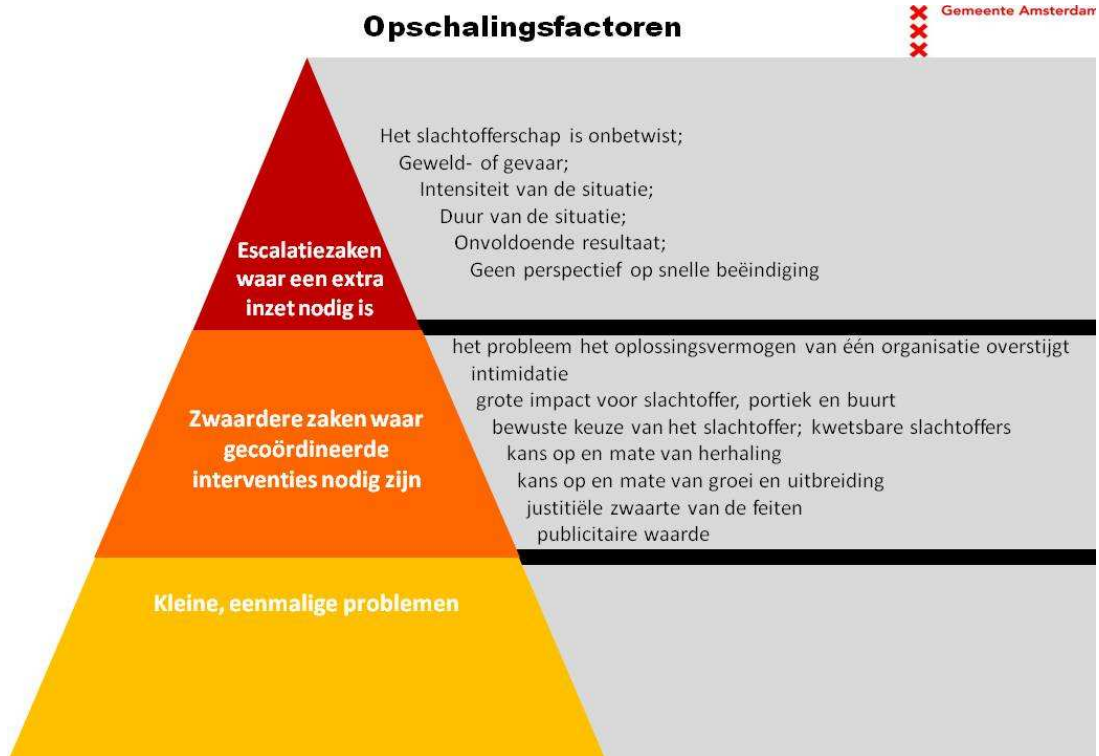 Opschalingsfactoren
Gemeente Amsterdam
Het slachtofferschap is onbetwist;
Geweld- of gevaar;
Intensiteit van de situatie;
Duur van de situatie;
Onvoldoende resultaat;
Geen perspectief op snelle beëindiging
Escalatiezaken
waar een extra
inzet nodig is
het probleem het oplossingsvermogen van één organisatie overstijgt
intimidatie
grote impact voor slachtoffer, portiek en buurt
bewuste keuze van het slachtoffer; kwetsbare slachtoffers
kans op en mate van herhaling
kans op en mate van groei en uitbreiding
justitiële zwaarte van de feiten
publicitaire waarde
Zwaardere zaken waar
gecoördineerde
interventies nodig zijn
Kleine, eenmalige problemen